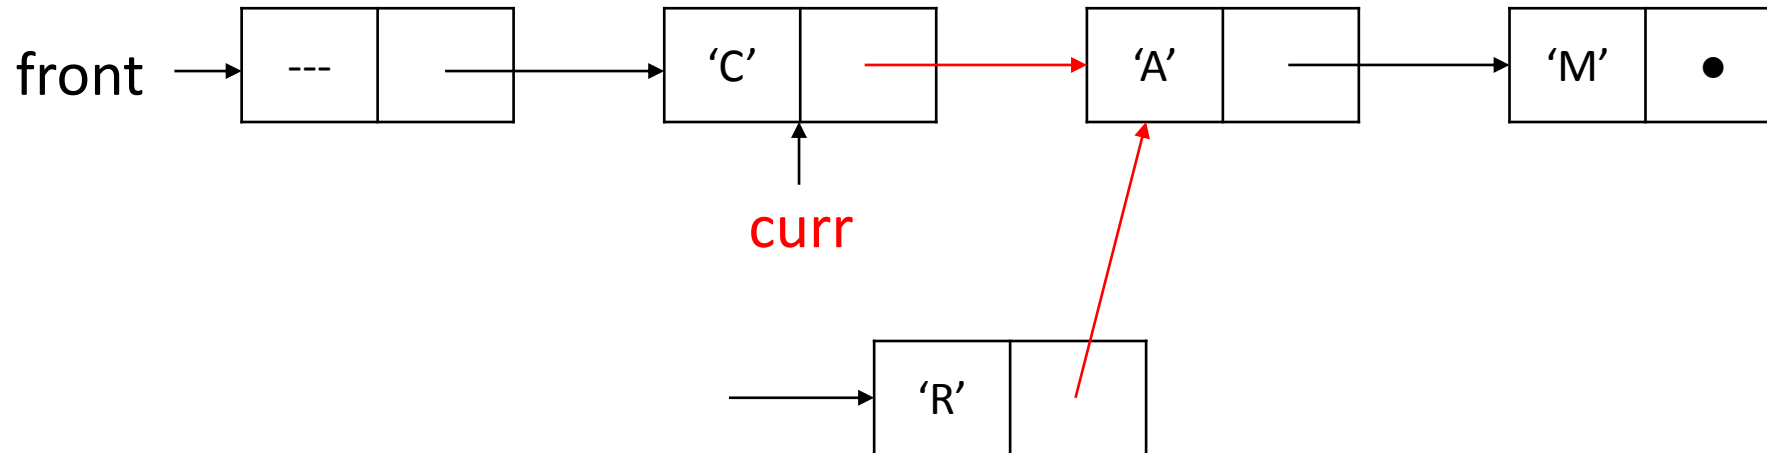 front --- ‘C’ ‘A’ ‘M’
curr
‘R’